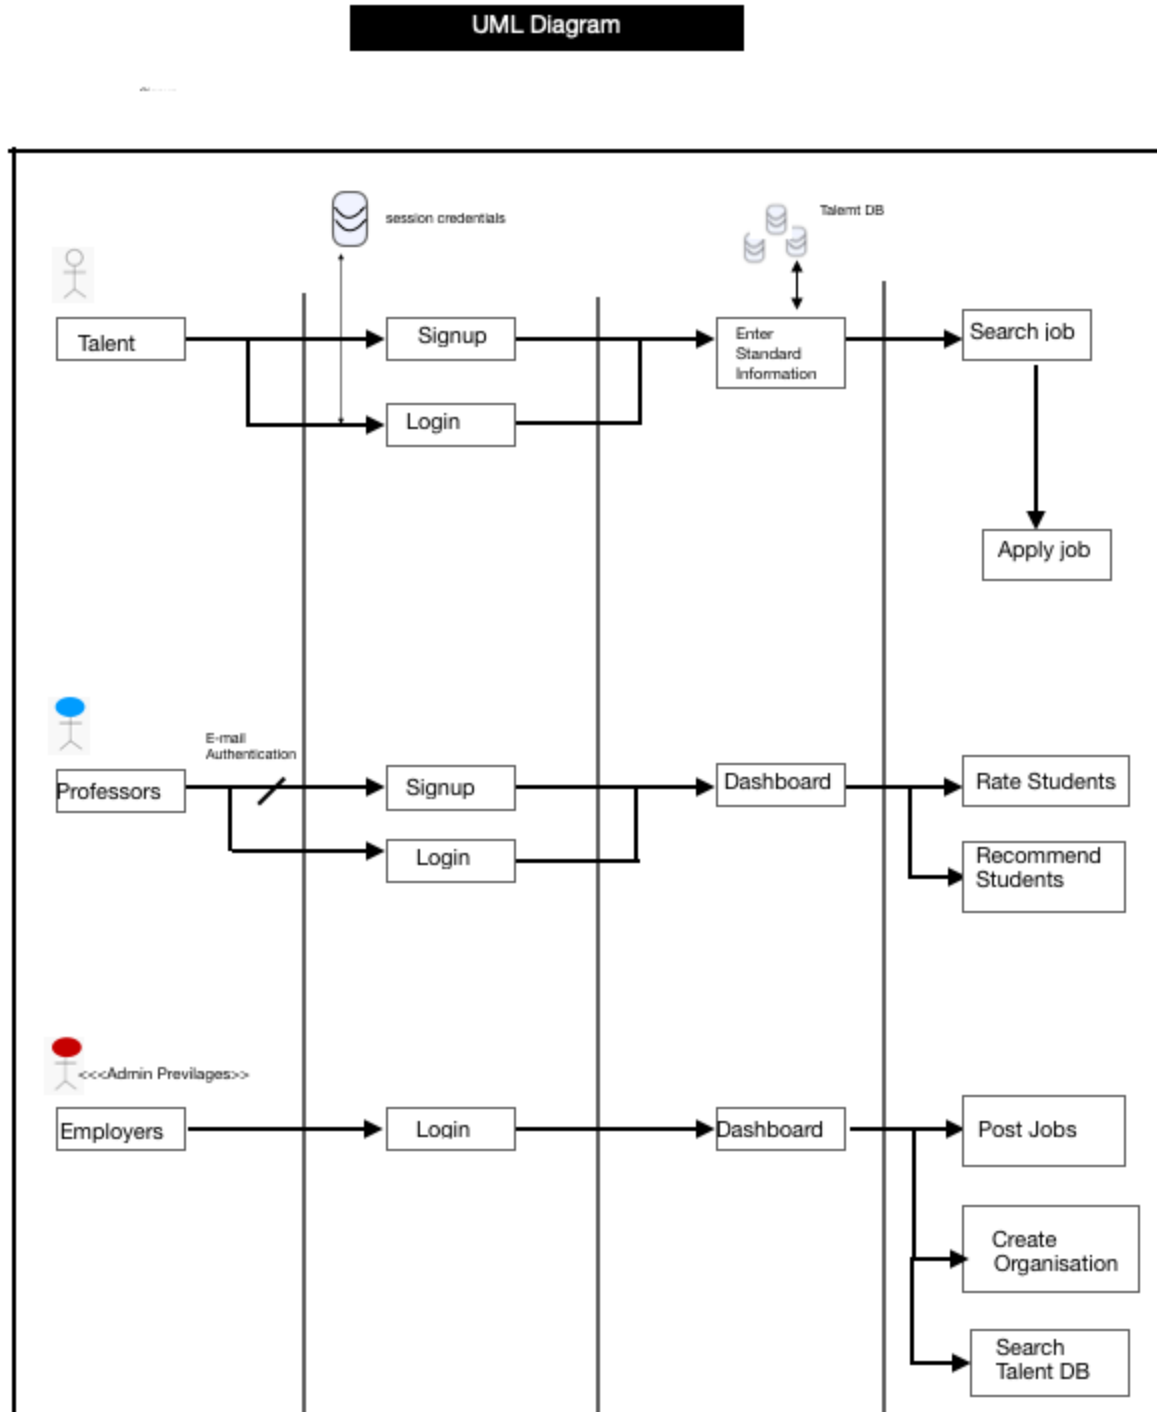 UML Diagram
session credentials
Talemt DB
Talent
Signup
Enter
Standard
Information
Search job
Login
Apply job
E-mail
Authentication
Professors
Signup
Dashboard
Rate Students
Login
Recommend
Students
<<<Admin Previlages>>
Employers
Login
Dashboard
Post Jobs
Create
Organisation
Search
Talent DB